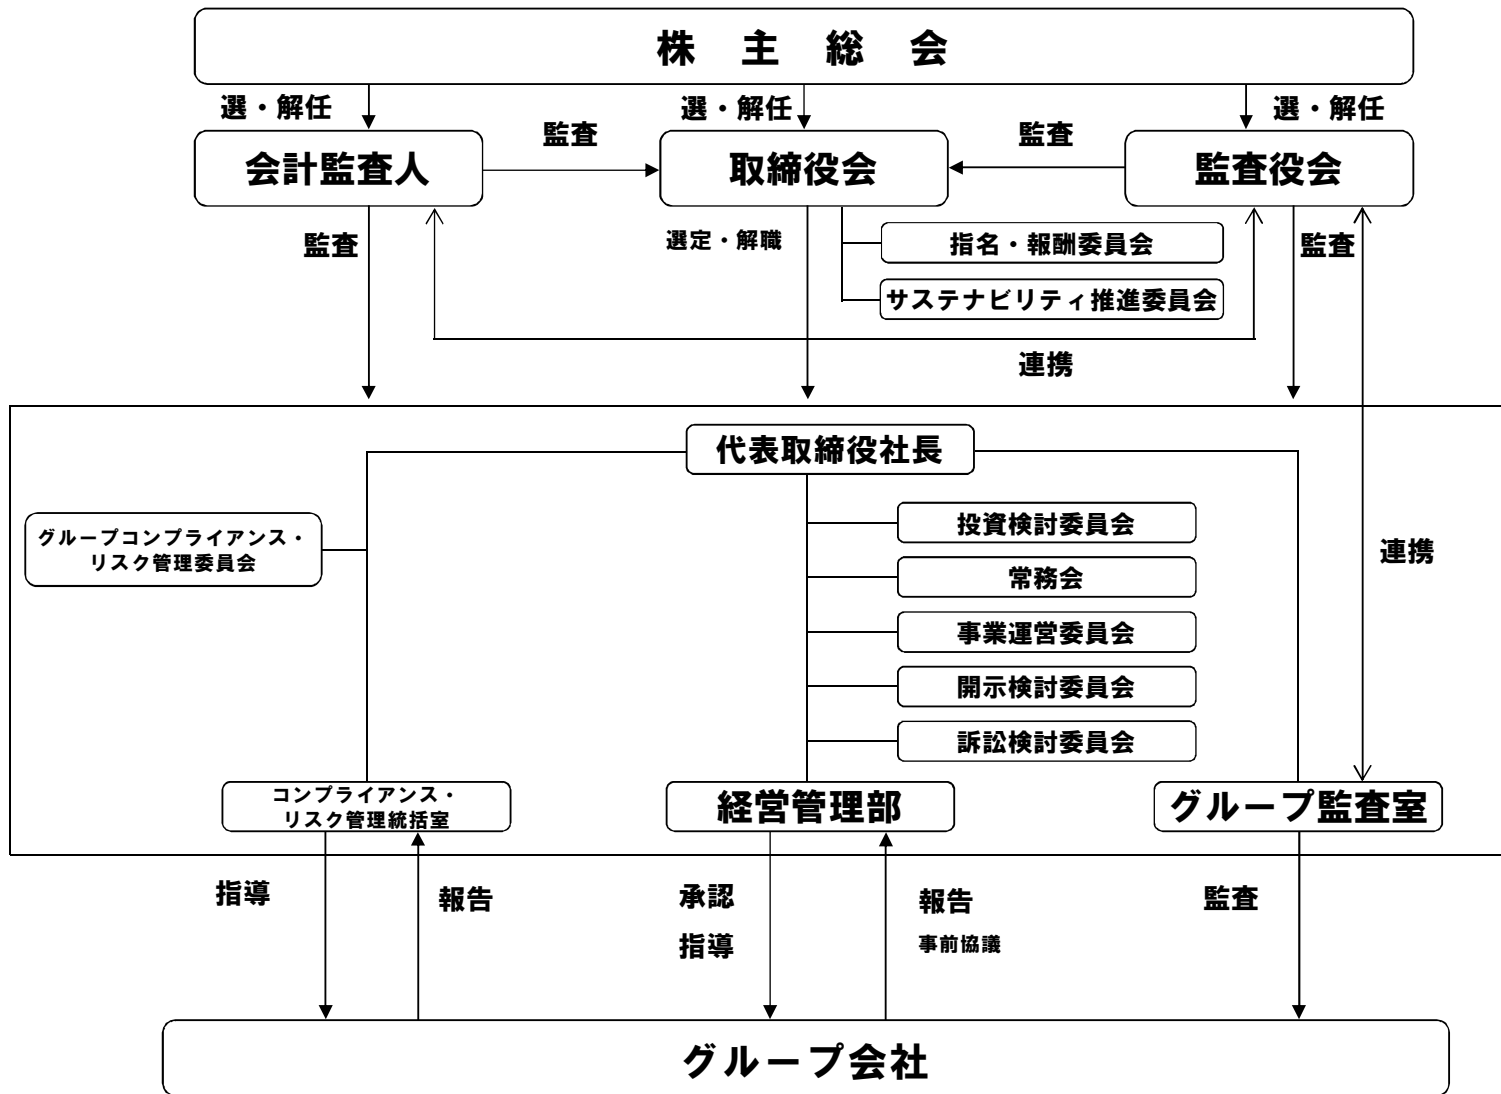 株主総会
選・解任
選・解任
選・解任
監査
監査
会計監査人
取締役会
監査役会
監査
選定・解職
指名・報酬委員会
監査
サステナビリティ推進委員会
連携
代表取締役社長
投資検討委員会
グループコンプライアンス・
リスク管理委員会
連携
常務会
事業運営委員会
開示検討委員会
訴訟検討委員会
コンプライアンス・
リスク管理統括室
経営管理部
グループ監査室
指導
報告
承認
指導
報告
事前協議
監査
グループ会社